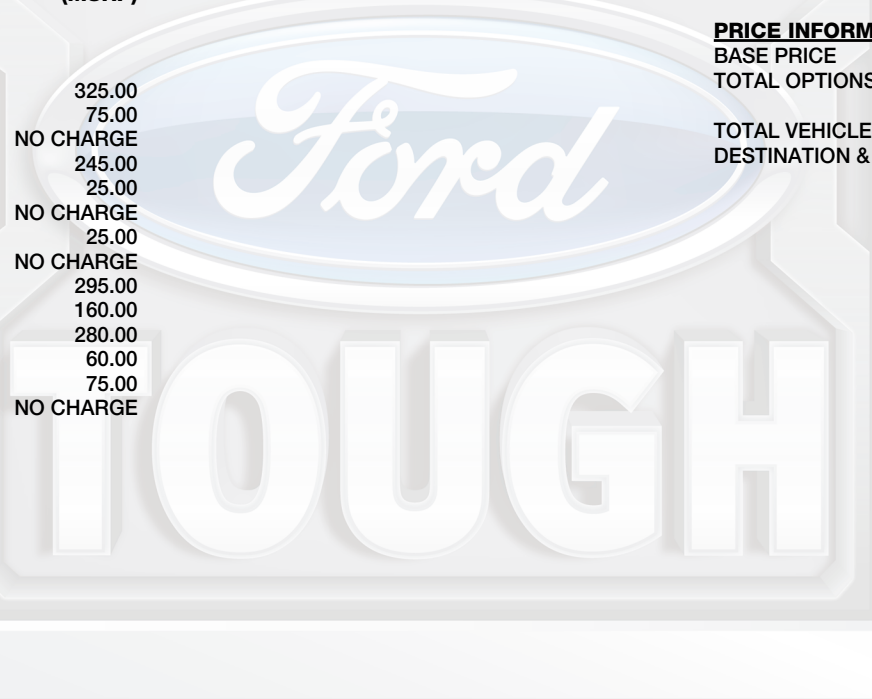 (MSRP)
325.00
75.00
NO CHARGE
245.00
25.00
NO CHARGE
25.00
NO CHARGE
295.00
160.00
280.00
60.00
75.00
NO CHARGE
PRICE INFORM
BASE PRICE
TOTAL OPTIONS
TOTAL VEHICLE
DESTINATION &
Ford
TOUGH